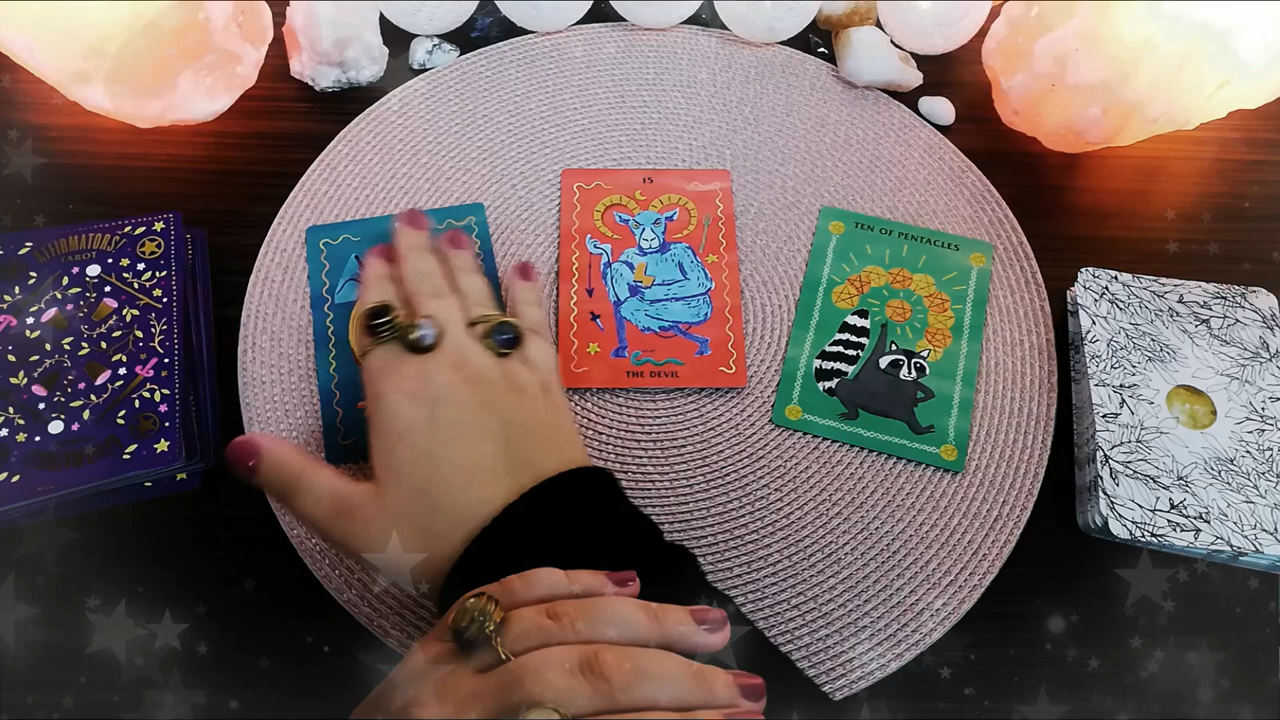 AFFIRMATORS!
TAROT
15
THE DEVIL
TEN OF PENTACLES